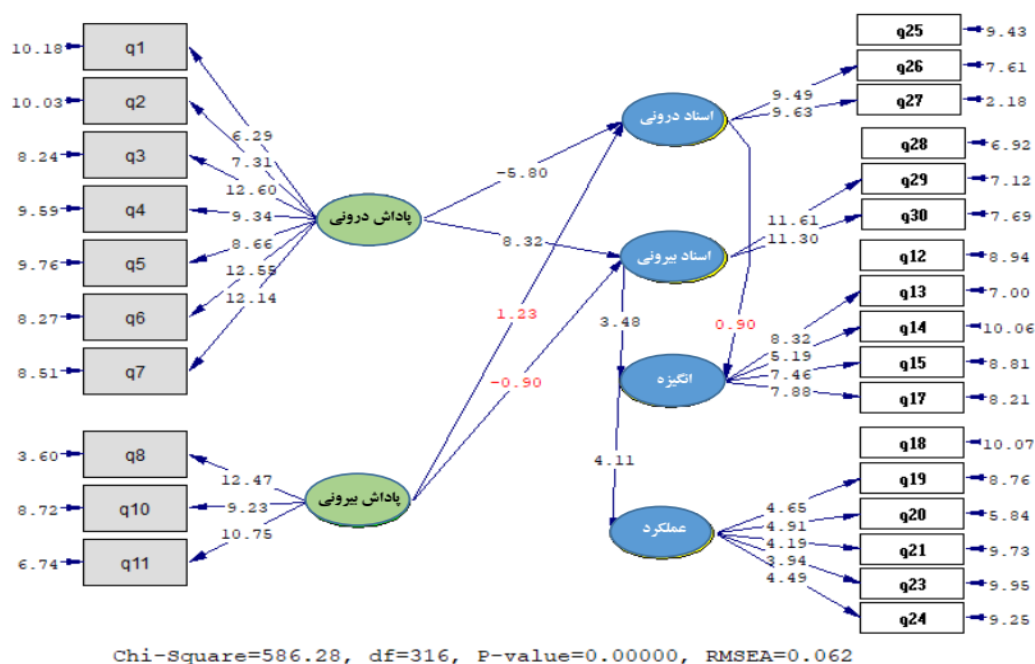 10.18 q1
10.03 q2
8.24 q3
9.59 q4
9.76 q5
8.27 q6
8.51 q7
3.60 q8
8.72 q10
6.74 q11
6.29
7.31
12.60
9.34
8.66
12.55
12.14
پاداش درونی
12.47
9.23
10.75
پاداش بیرونی
-5.80
8.32
1.23
-0.90
اسناد درونی
اسناد بیرونی
3.48
0.90
انگیزه
4.11
عملکرد
9.49
9.63
11.61
11.30
8.32
5.19
7.46
7.88
4.65
4.91
4.19
3.94
4.49
q25 9.43
q26 7.61
q27 2.18
q28 6.92
q29 7.12
q30 7.69
q12 8.94
q13 7.00
q14 10.06
q15 8.81
q17 8.21
q18 10.07
q19 8.76
q20 5.84
q21 9.73
q23 9.95
q24 9.25
Chi-Square=586.28, df=316, P-value=0.00000, RMSEA=0.062